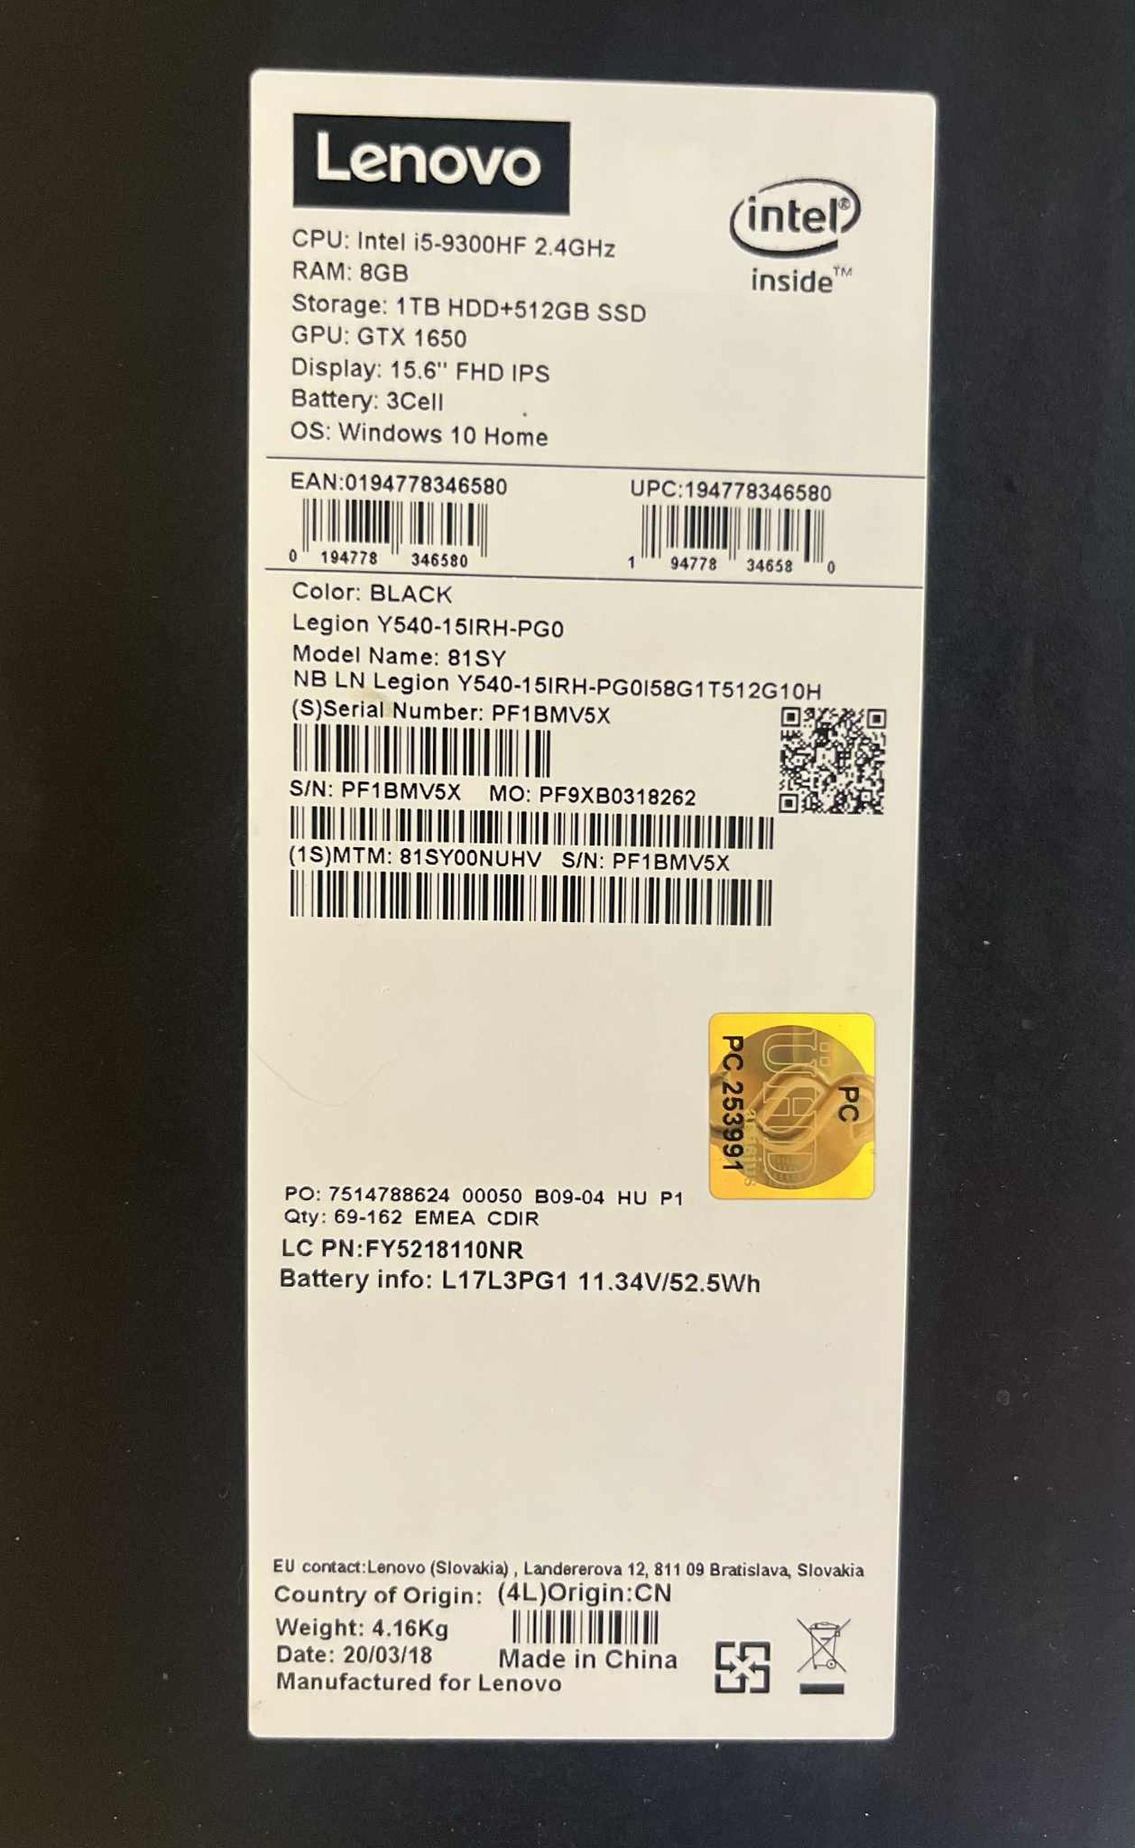 Lenovo
intel®
inside™
CPU: Intel i5-9300HF 2.4GHz
RAM: 8GB
Storage: 1TB HDD+512GB SSD
GPU: GTX 1650
Display: 15.6" FHD IPS
Battery: 3Cell
OS: Windows 10 Home
EAN:0194778346580
UPC:194778346580
0 194778 346580
1 94778 34658 0
Color: BLACK
Legion Y540-15IRH-PG0
Model Name: 81SY
NB LN Legion Y540-15IRH-PG0I58G1T512G10H
(S)Serial Number: PF1BMV5X
S/N: PF1BMV5X MO: PF9XB0318262
(1S)MTM: 81SY00NUHV S/N: PF1BMV5X
PC
PC 253991
PO: 7514788624 00050 B09-04 HU P1
Qty: 69-162 EMEA CDIR
LC PN:FY5218110NR
Battery info: L17L3PG1 11.34V/52.5Wh
EU contact:Lenovo (Slovakia) , Landererova 12, 811 09 Bratislava, Slovakia
Country of Origin: (4L)Origin:CN
Weight: 4.16Kg
Date: 20/03/18 Made in China
Manufactured for Lenovo